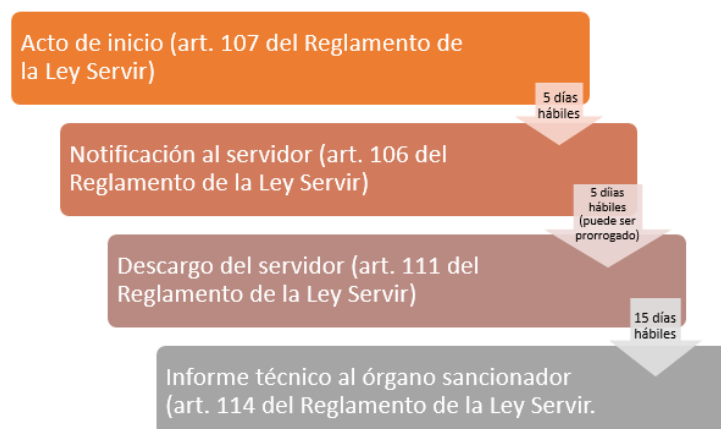 Acto de inicio (art. 107 del Reglamento de
la Ley Servir)
5 días
hábiles
Notificación al servidor (art. 106 del
Reglamento de la Ley Servir)
5 díias
hábiles
(puede ser
prorrogado)
Descargo del servidor (art. 111 del
Reglamento de la Ley Servir)
15 días
hábiles
Informe técnico al órgano sancionador
(art. 114 del Reglamento de la Ley Servir.